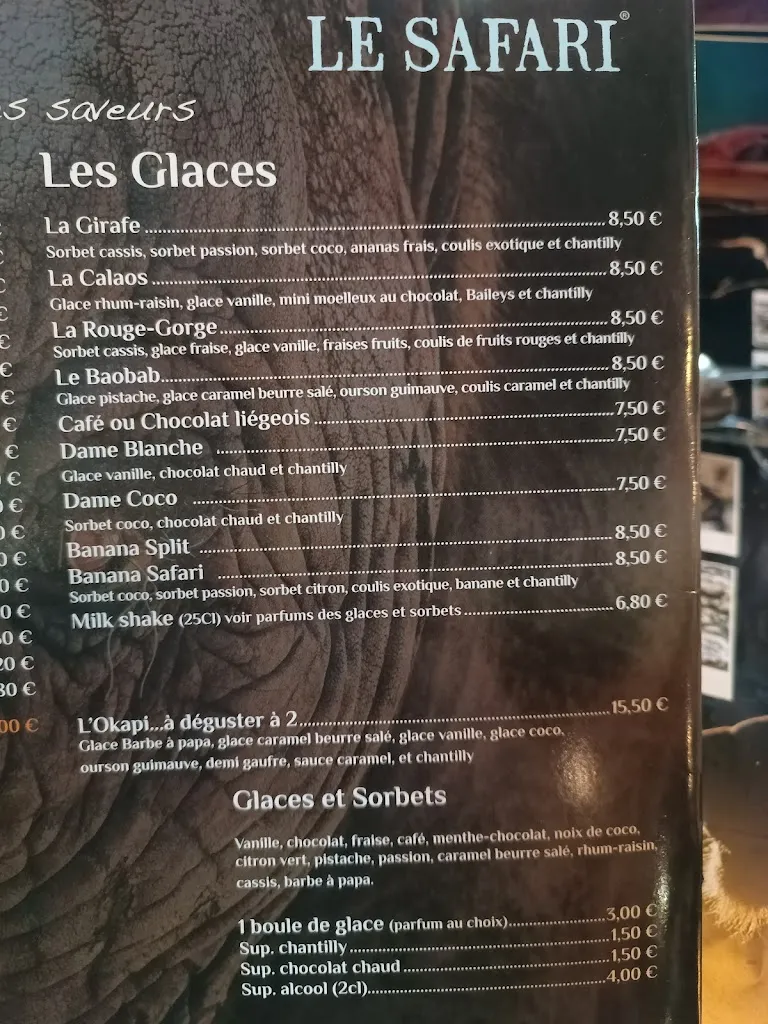 LE SAFARI®
s saveurs
Les Glaces
La Girafe 8,50 €
Sorbet cassis, sorbet passion, sorbet coco, ananas frais, coulis exotique et chantilly
La Calaos 8,50 €
Glace rhum-raisin, glace vanille, mini moelleux au chocolat, Baileys et chantilly
La Rouge-Gorge 8,50 €
Sorbet cassis, glace fraise, glace vanille, fraises fruits, coulis de fruits rouges et chantilly
Le Baobab 8,50 €
Glace pistache, glace caramel beurre salé, ourson guimauve, coulis caramel et chantilly
Café ou Chocolat liégeois 7,50 €
Dame Blanche 7,50 €
Glace vanille, chocolat chaud et chantilly
Dame Coco 7,50 €
Sorbet coco, chocolat chaud et chantilly
Banana Split 8,50 €
Banana Safari 8,50 €
Sorbet coco, sorbet passion, sorbet citron, coulis exotique, banane et chantilly
Milk shake (25Cl) voir parfums des glaces et sorbets 6,80 €
L'Okapi...à déguster à 2 15,50 €
Glace Barbe à papa, glace caramel beurre salé, glace vanille, glace coco,
ourson guimauve, demi gaufre, sauce caramel, et chantilly
Glaces et Sorbets
Vanille, chocolat, fraise, café, menthe-chocolat, noix de coco,
citron vert, pistache, passion, caramel beurre salé, rhum-raisin,
cassis, barbe à papa.
1 boule de glace (parfum au choix) 3,00 €
Sup. chantilly 1,50 €
Sup. chocolat chaud 1,50 €
Sup. alcool (2cl) 4,00 €